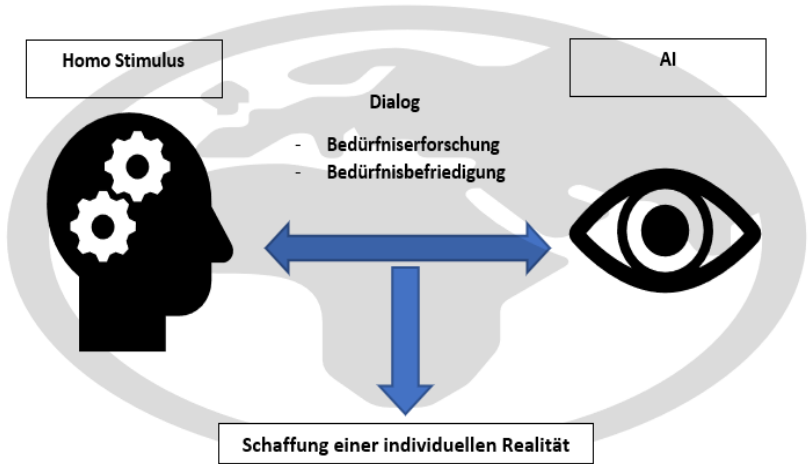 Homo Stimulus
AI
Dialog
- Bedürfniserforschung
- Bedürfnisbefriedigung
Schaffung einer individuellen Realität